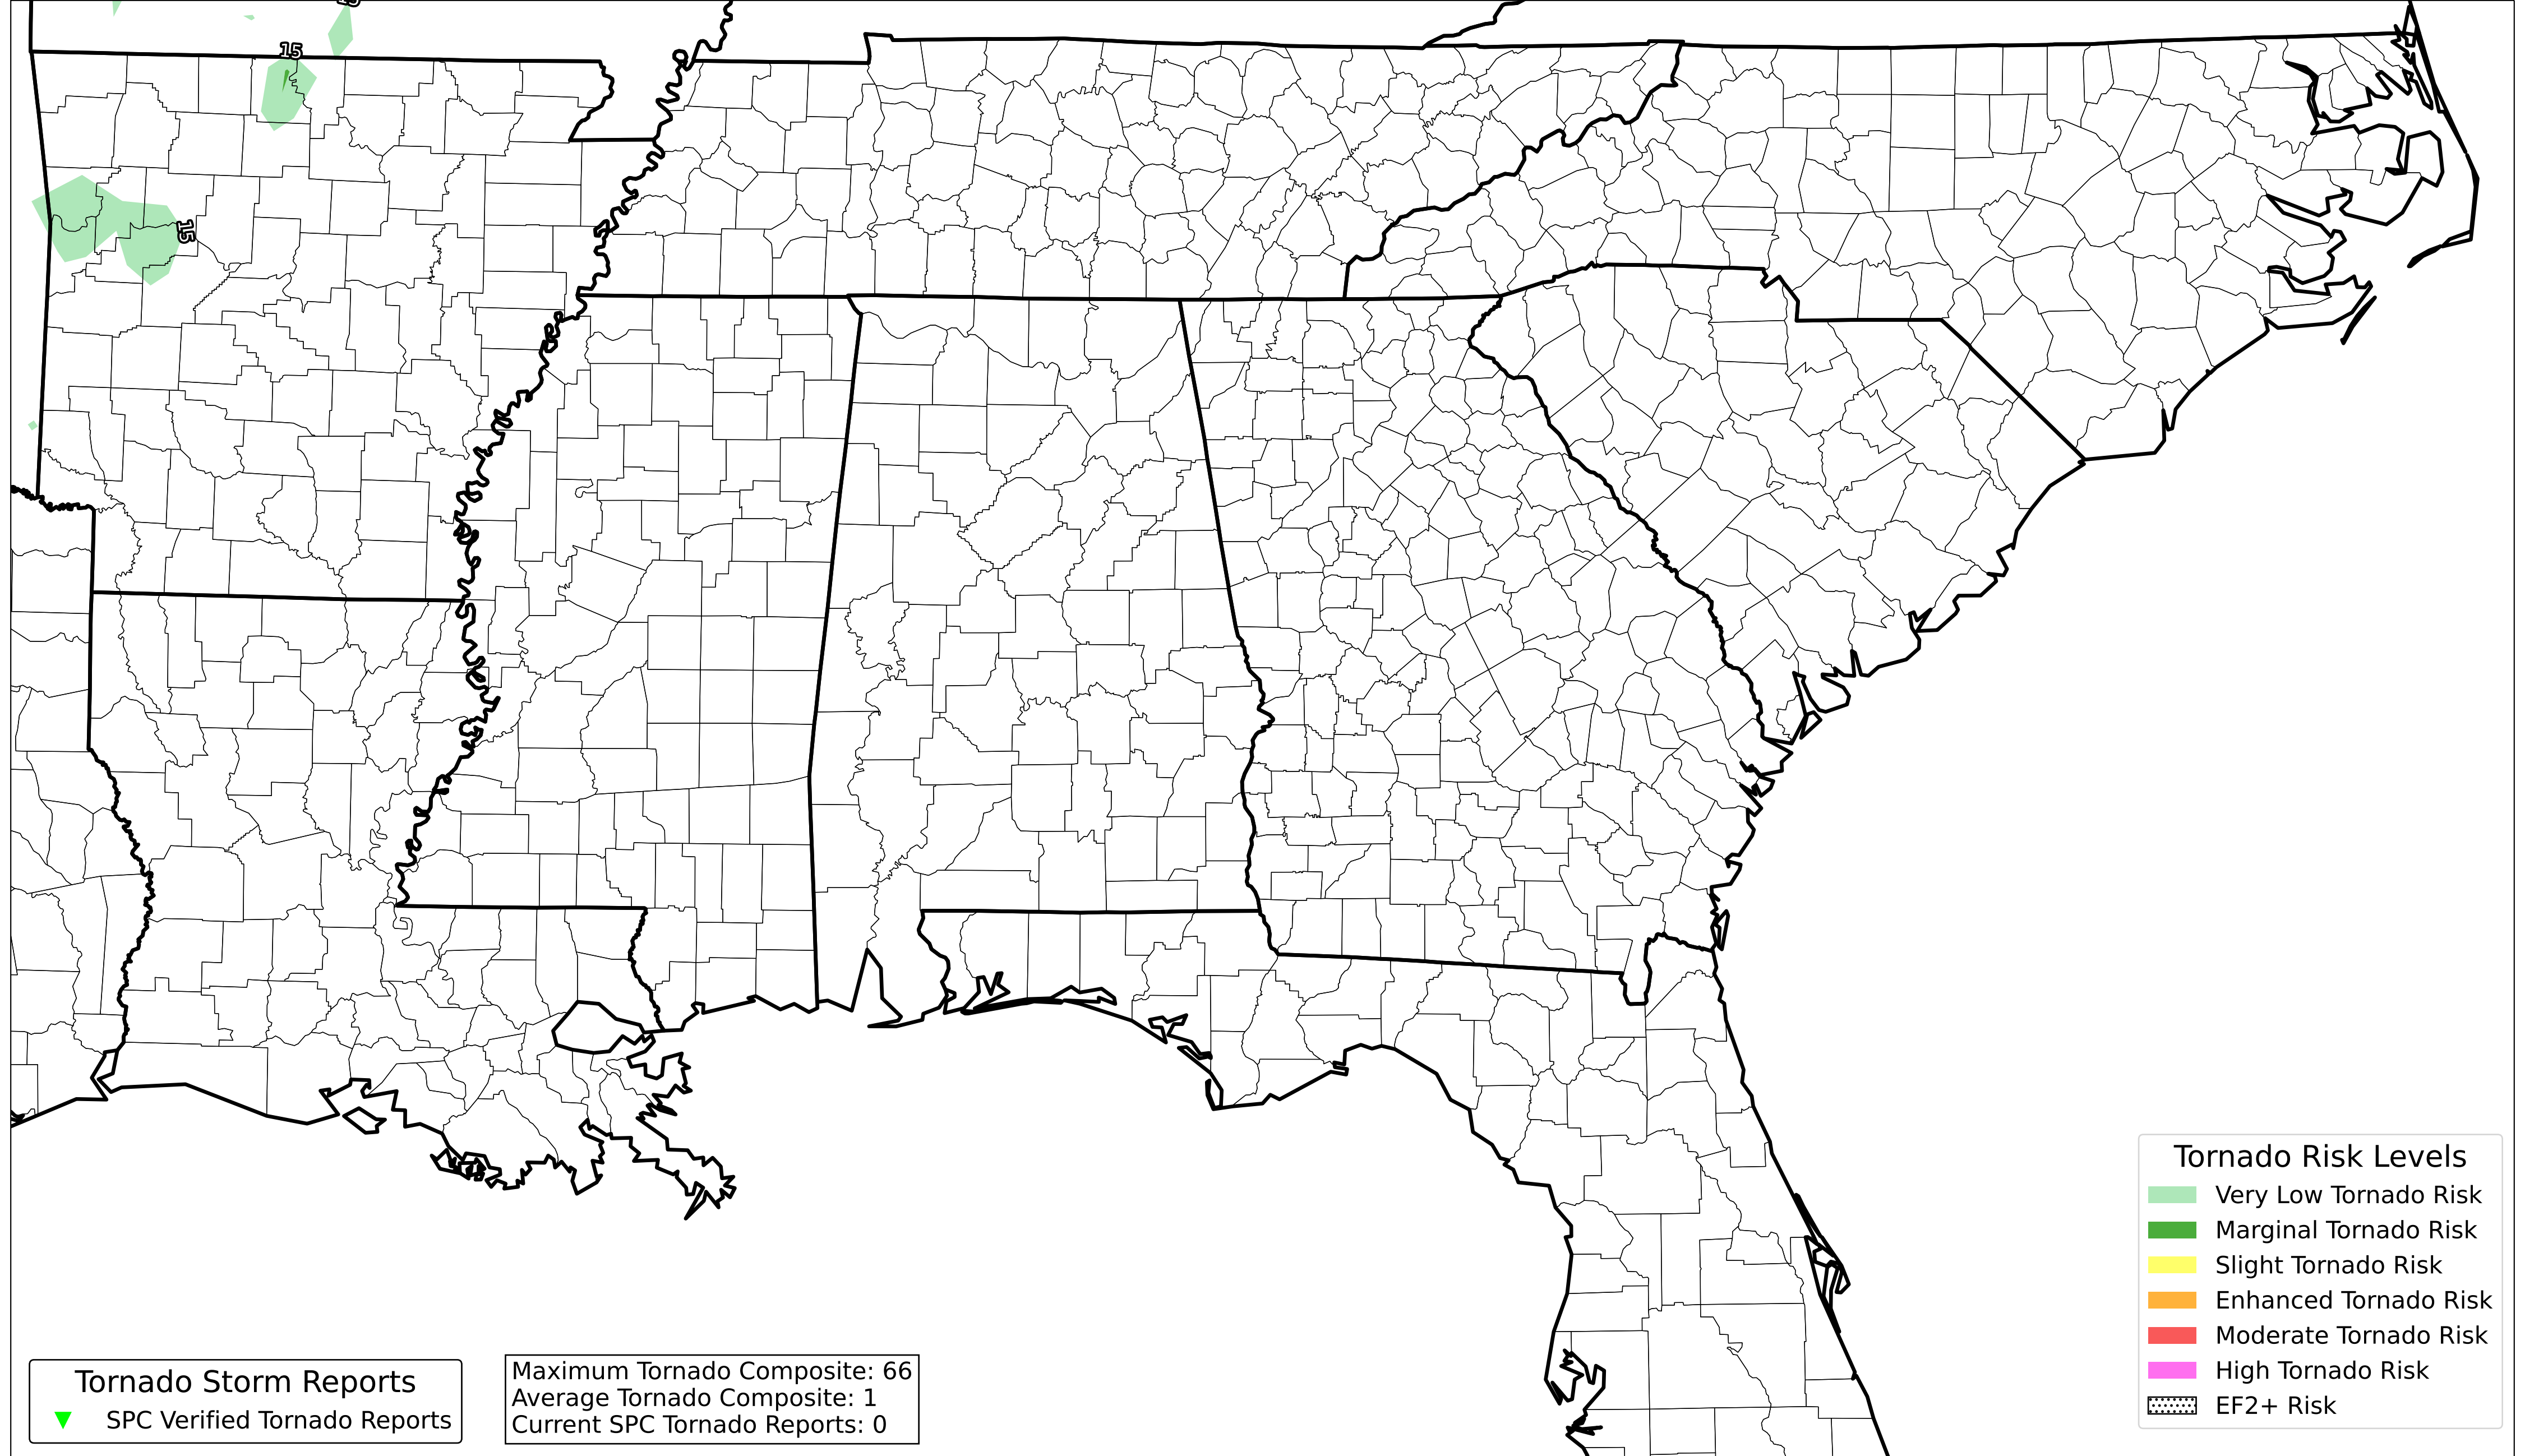 15
15
Tornado Risk Levels
Very Low Tornado Risk
Marginal Tornado Risk
Slight Tornado Risk
Enhanced Tornado Risk
Moderate Tornado Risk
High Tornado Risk
EF2+ Risk
Tornado Storm Reports
SPC Verified Tornado Reports
Maximum Tornado Composite: 66
Average Tornado Composite: 1
Current SPC Tornado Reports: 0